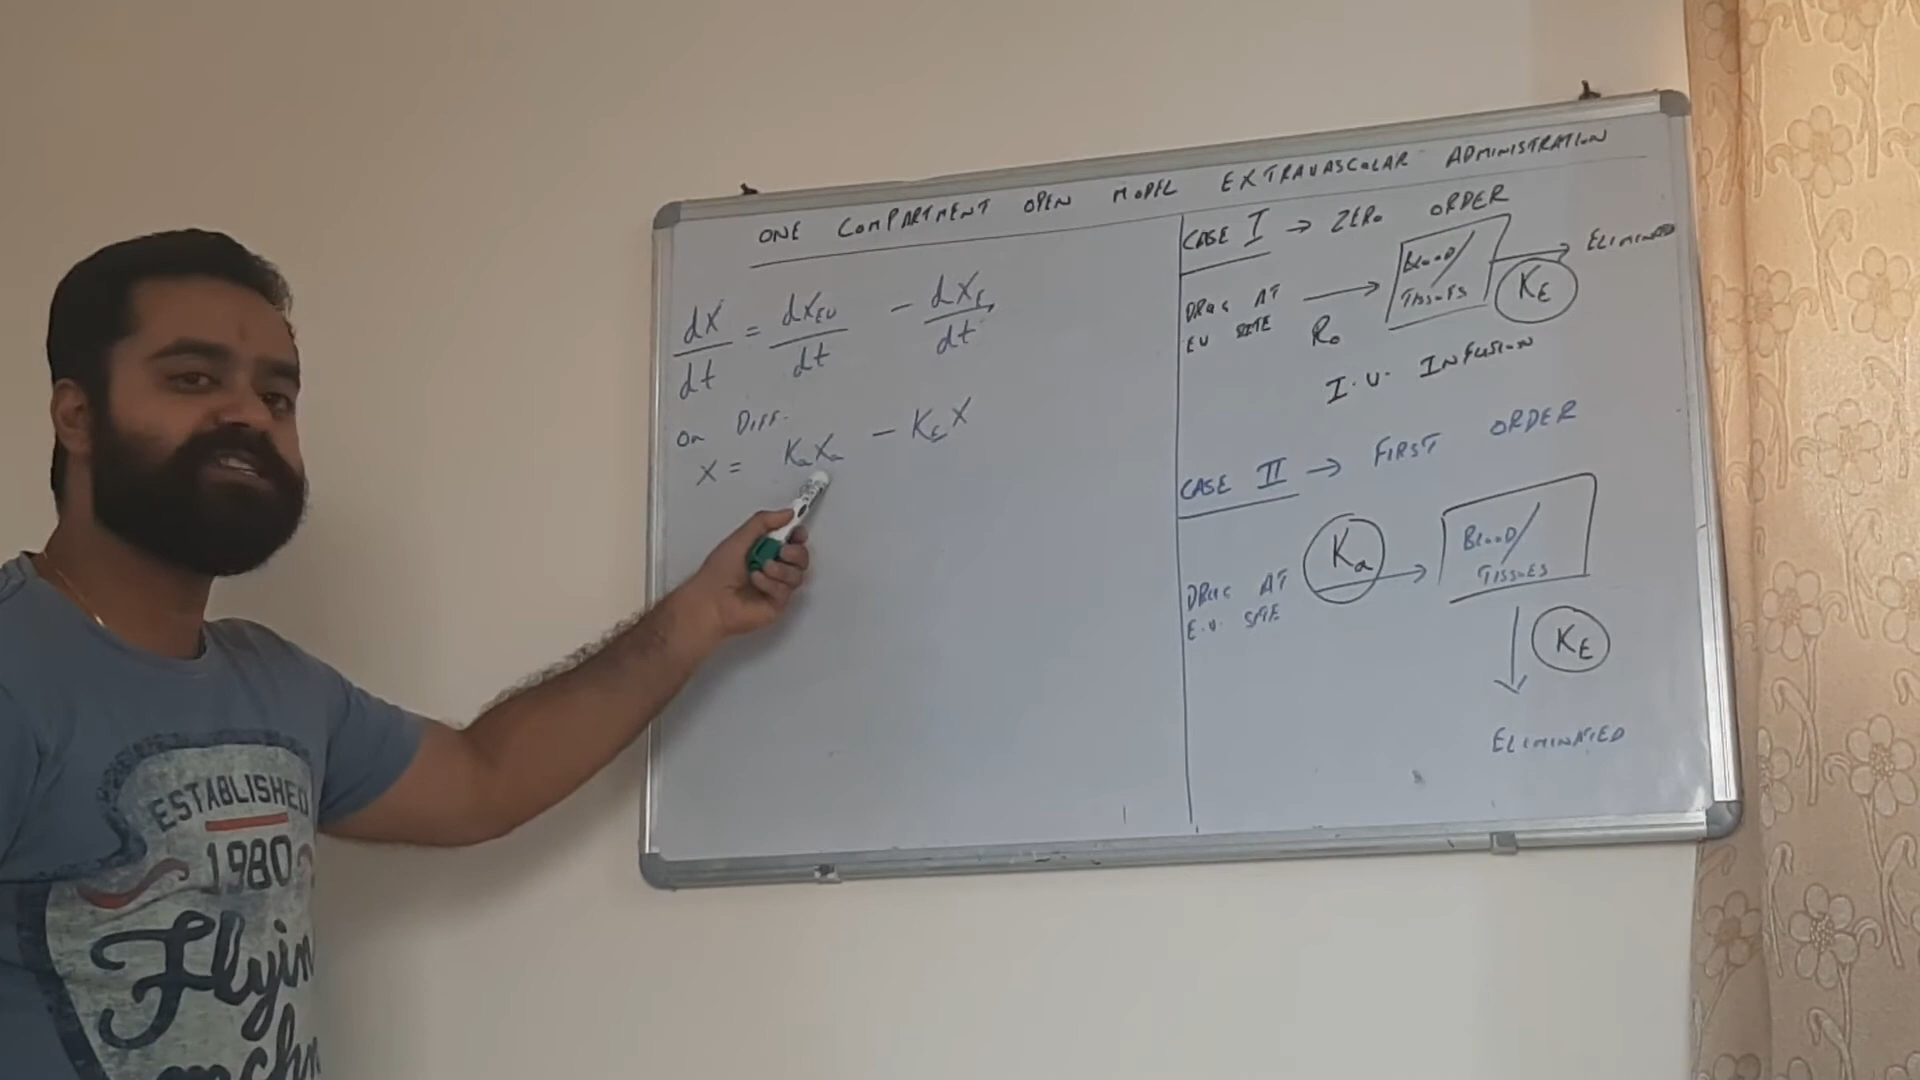 ONE COMPARTMENT OPEN MODEL EXTRAVASCULAR ADMINISTRATION
dX/dt = dXEV/dt - dXE/dt
On DIFF.
X = KaXa - KEX
CASE I → ZERO ORDER
DRUG AT EV SITE → R0
BLOOD/ TISSUES
KE
ELIMINATED
I.V. INFUSION
CASE II → FIRST ORDER
DRUG AT E.V. SITE
Ka
BLOOD/ TISSUES
KE
ELIMINATED
ESTABLISHED
1980